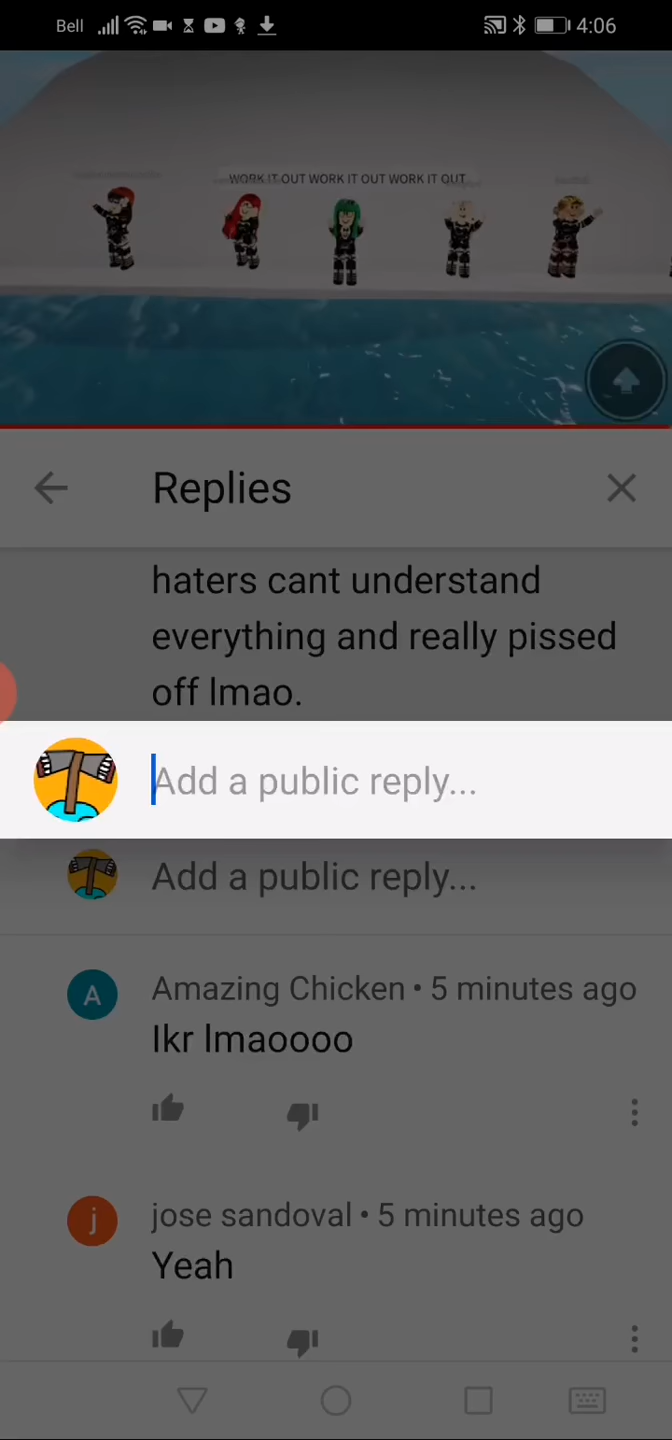 Bell 4:06
WORK IT OUT WORK IT OUT WORK IT OUT
Replies
haters cant understand
everything and really pissed
off lmao.
Add a public reply...
Add a public reply...
A Amazing Chicken • 5 minutes ago
Ikr lmaoooo
j jose sandoval • 5 minutes ago
Yeah